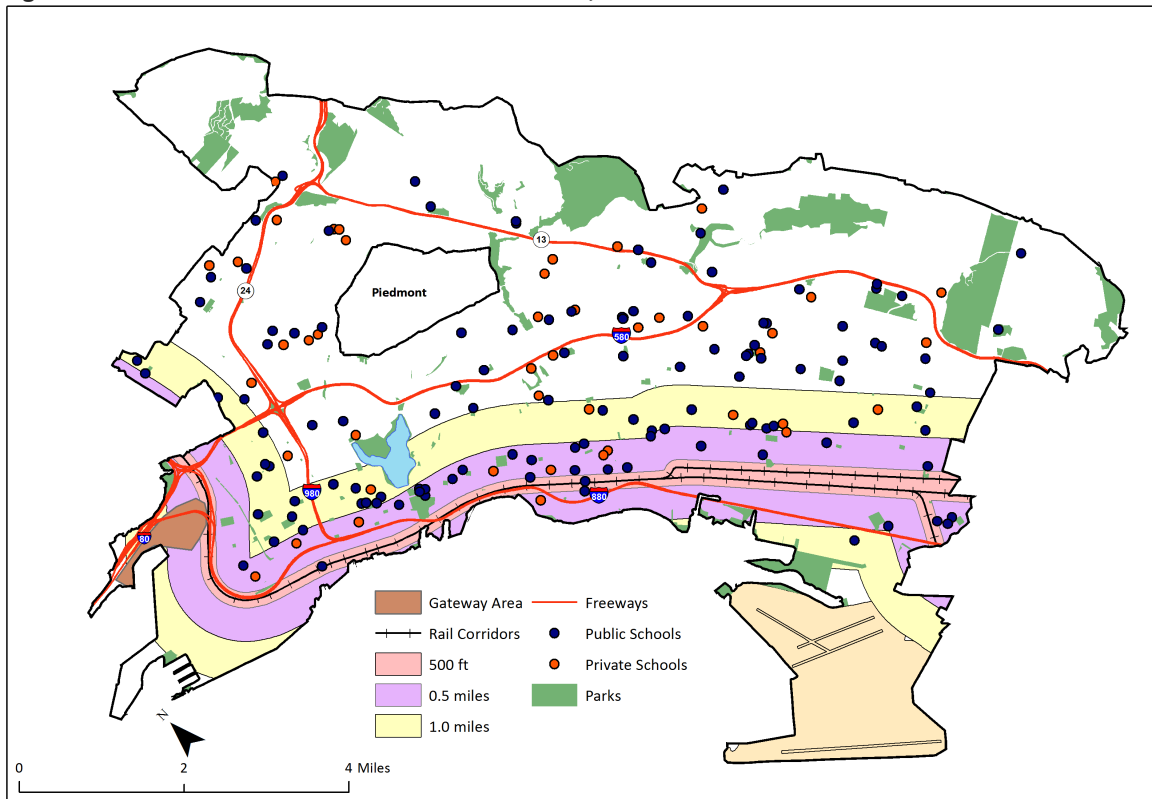 13
24
Piedmont
580
980
880
80
Gateway Area
Freeways
Rail Corridors
Public Schools
500 ft
Private Schools
0.5 miles
Parks
1.0 miles
N
0
2
4 Miles